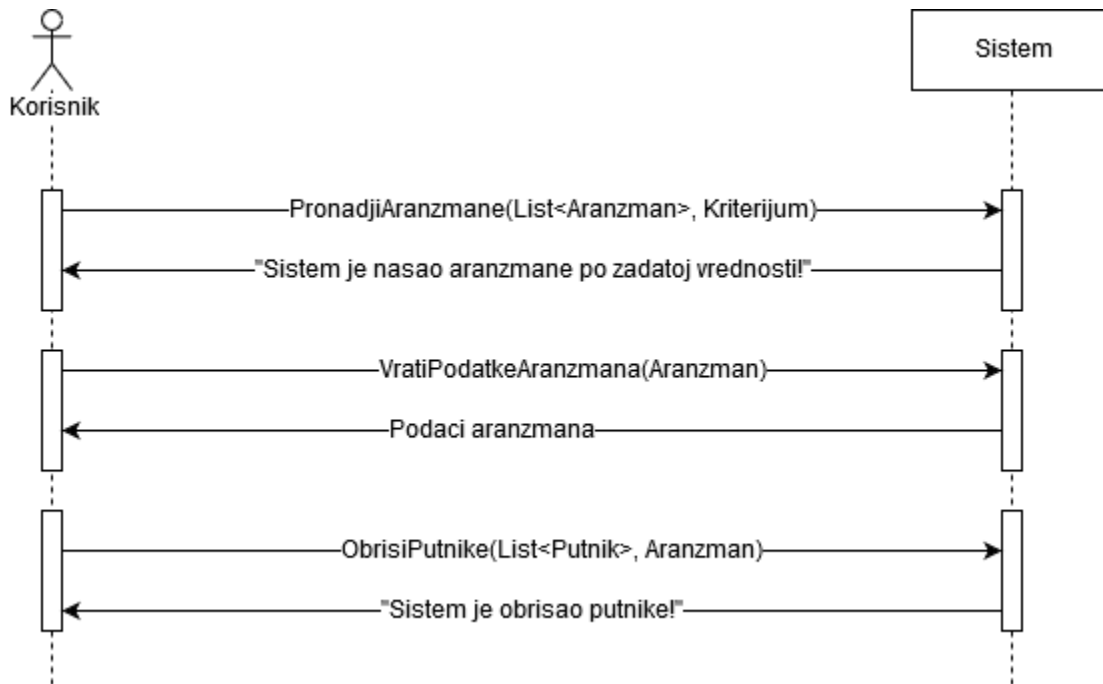 Korisnik
Sistem
PronadjiAranzmane(List<Aranzman>, Kriterijum)
"Sistem je nasao aranzmane po zadatoj vrednosti!"
VratiPodatkeAranzmana(Aranzman)
Podaci aranzmana
ObrisiPutnike(List<Putnik>, Aranzman)
"Sistem je obrisao putnike!"